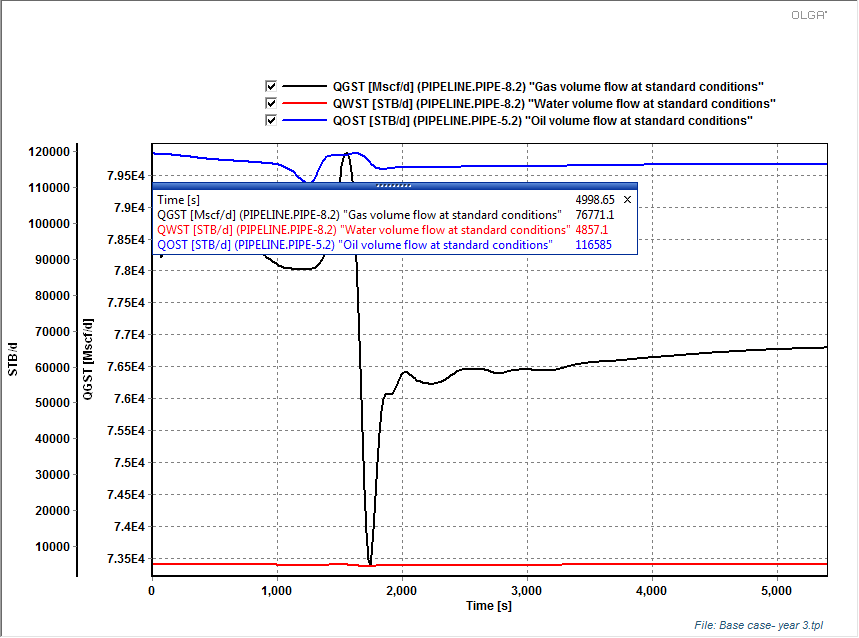 OLGA
QGST [Mscf/d] (PIPELINE.PIPE-8.2) "Gas volume flow at standard conditions"
QWST [STB/d] (PIPELINE.PIPE-8.2) "Water volume flow at standard conditions"
QOST [STB/d] (PIPELINE.PIPE-5.2) "Oil volume flow at standard conditions"
STB/d
120000
110000
100000
90000
80000
70000
60000
50000
40000
30000
20000
10000
QGST [Mscf/d]
7.95E4
7.9E4
7.85E4
7.8E4
7.75E4
7.7E4
7.65E4
7.6E4
7.55E4
7.5E4
7.45E4
7.4E4
7.35E4
Time [s] 4998.65 ×
QGST [Mscf/d] (PIPELINE.PIPE-8.2) "Gas volume flow at standard conditions" 76771.1
QWST [STB/d] (PIPELINE.PIPE-8.2) "Water volume flow at standard conditions" 4857.1
QOST [STB/d] (PIPELINE.PIPE-5.2) "Oil volume flow at standard conditions" 116585
0 1,000 2,000 3,000 4,000 5,000
Time [s]
File: Base case- year 3.tpl